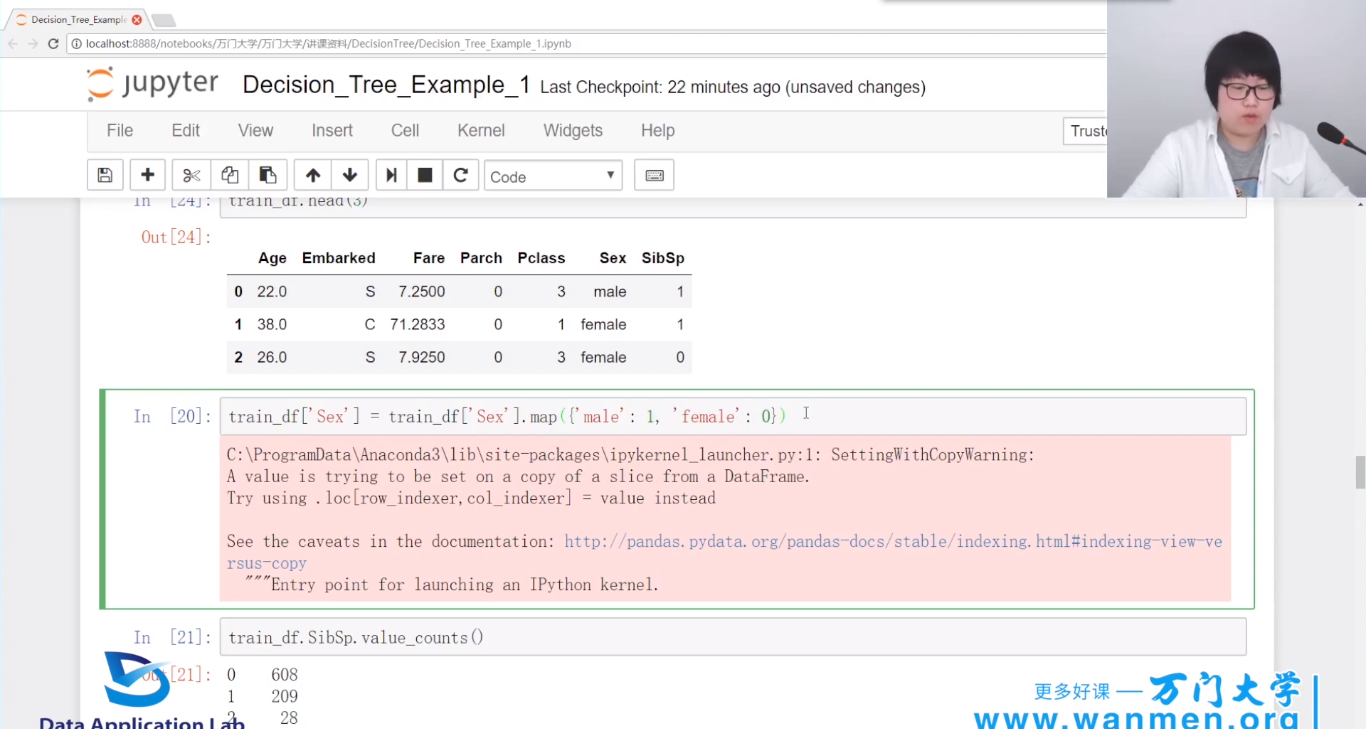 Decision_Tree_Example
localhost:8888/notebooks/万门大学/万门大学/讲课资料/DecisionTree/Decision_Tree_Example_1.ipynb
jupyter Decision_Tree_Example_1 Last Checkpoint: 22 minutes ago (unsaved changes)
File Edit View Insert Cell Kernel Widgets Help
Code
In [24]: train_df.head(3)
Out[24]:
Age Embarked Fare Parch Pclass Sex SibSp
0 22.0 S 7.2500 0 3 male 1
1 38.0 C 71.2833 0 1 female 1
2 26.0 S 7.9250 0 3 female 0
In [20]: train_df['Sex'] = train_df['Sex'].map({'male': 1, 'female': 0})
C:\ProgramData\Anaconda3\lib\site-packages\ipykernel_launcher.py:1: SettingWithCopyWarning:
A value is trying to be set on a copy of a slice from a DataFrame.
Try using .loc[row_indexer,col_indexer] = value instead
See the caveats in the documentation: http://pandas.pydata.org/pandas-docs/stable/indexing.html#indexing-view-ve
rsus-copy
"""Entry point for launching an IPython kernel.
In [21]: train_df.SibSp.value_counts()
Out[21]: 0 608
1 209
2 28
Data Application Lab
更多好课 — 万门大学
www.wanmen.org